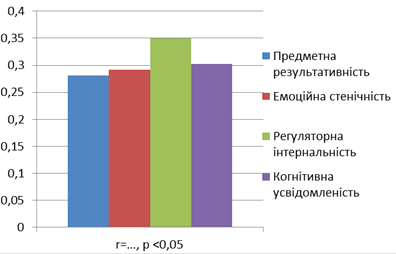 0,4
0,35
0,3
0,25
0,2
0,15
0,1
0,05
0
r=..., p <0,05
Предметна
результативність
Емоційна стенічність
Регуляторна
інтернальність
Когнітивна
усвідомленість